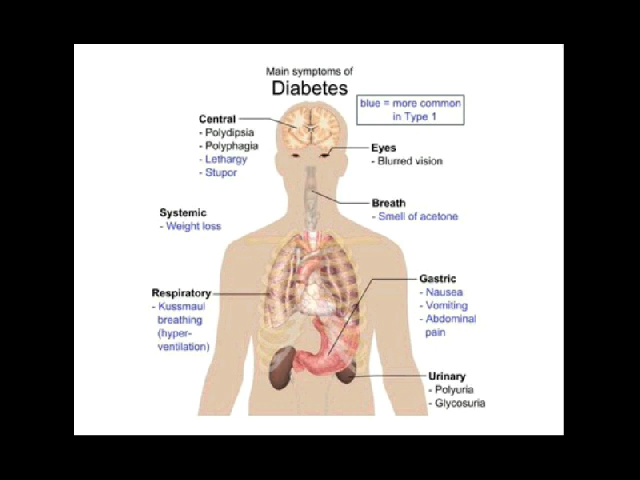 Main symptoms of
Diabetes
blue = more common
in Type 1
Central
- Polydipsia
- Polyphagia
- Lethargy
- Stupor
Eyes
- Blurred vision
Breath
- Smell of acetone
Systemic
- Weight loss
Respiratory
- Kussmaul
breathing
(hyper-
ventilation)
Gastric
- Nausea
- Vomiting
- Abdominal
pain
Urinary
- Polyuria
- Glycosuria